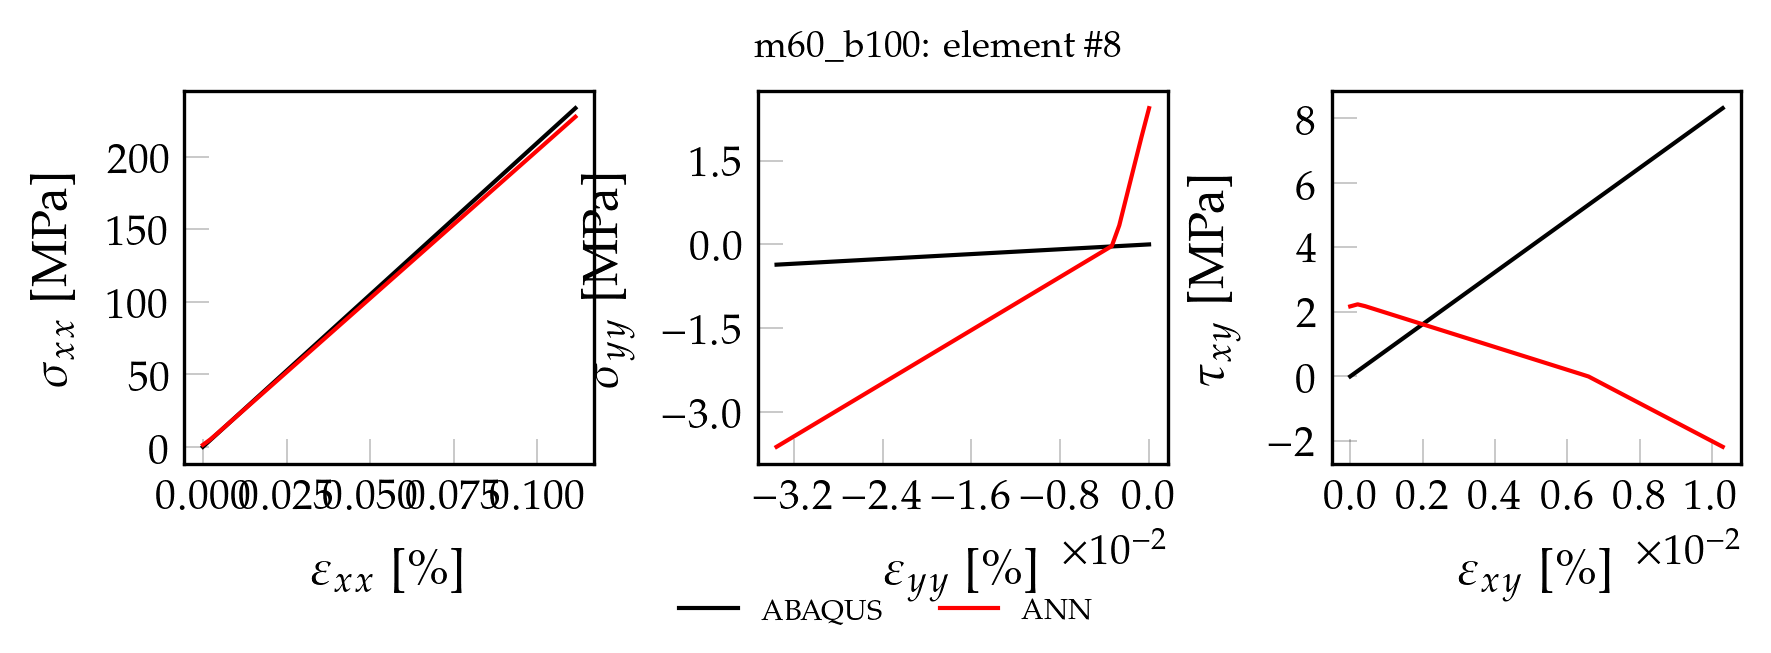 m60_b100: element #8
σxx [MPa]
200
150
100
50
0
0.000 0.025 0.050 0.075 0.100
εxx [%]
σyy [MPa]
1.5
0.0
−1.5
−3.0
−3.2 −2.4 −1.6 −0.8 0.0
×10−2
εyy [%]
τxy [MPa]
8
6
4
2
0
−2
0.0 0.2 0.4 0.6 0.8 1.0
×10−2
εxy [%]
ABAQUS ANN